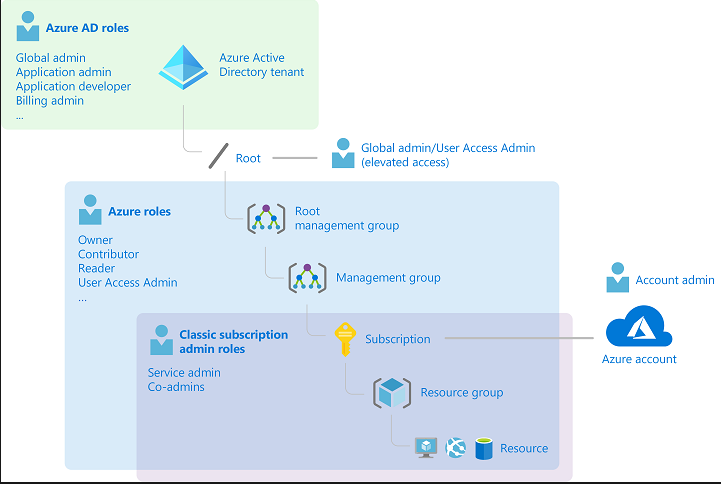 Azure AD roles
Global admin
Application admin
Application developer
Billing admin
...
Azure Active
Directory tenant
Root
Global admin/User Access Admin
(elevated access)
Azure roles
Owner
Contributor
Reader
User Access Admin
...
Root
management group
Management group
Account admin
Classic subscription
admin roles
Service admin
Co-admins
Subscription
Azure account
Resource group
Resource